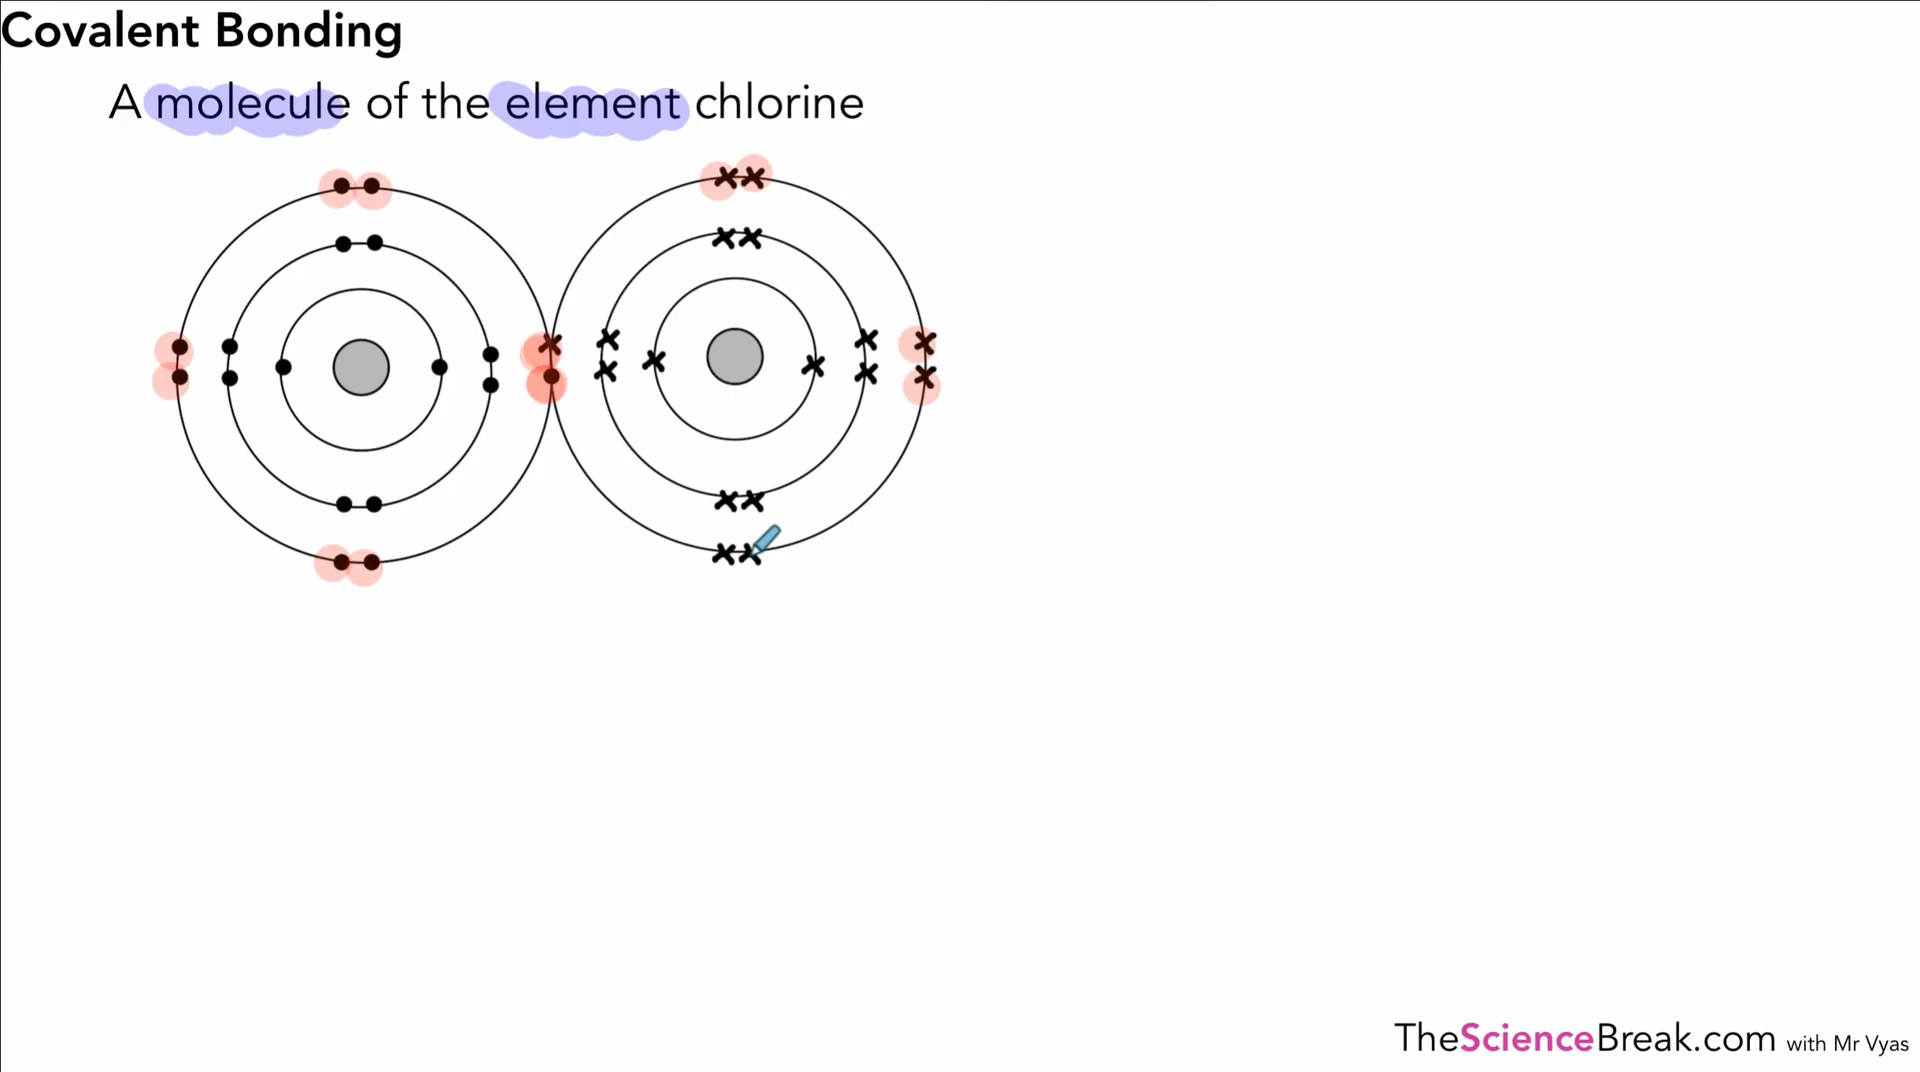 Covalent Bonding
A molecule of the element chlorine
TheScienceBreak.com with Mr Vyas